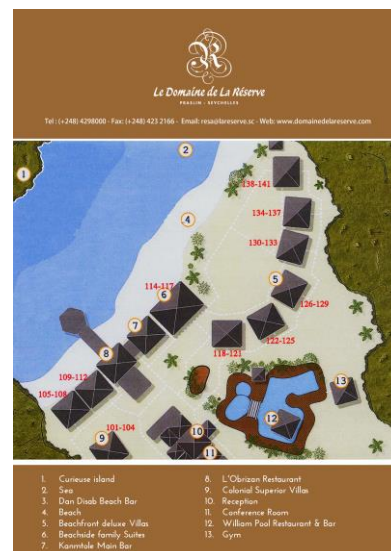 R
Le Domaine de La Réserve
PRASLIN - SEYCHELLES
Tel : (+248) 4298000 - Fax: (+248) 423 2166 - Email: resa@lareserve.sc - Web: www.domainedelareserve.com
2
1
138-141
134-137
4
130-133
5
114-117
6
126-129
7
122-125
118-121
8
109-112
13
105-108
12
101-104
10
9
11
1. Curieuse island
2. Sea
3. Dan Disab Beach Bar
4. Beach
5. Beachfront deluxe Villas
6. Beachside family Suites
7. Kanmtole Main Bar
8. L'Obrizan Restaurant
9. Colonial Superior Villas
10. Reception
11. Conference Room
12. William Pool Restaurant & Bar
13. Gym